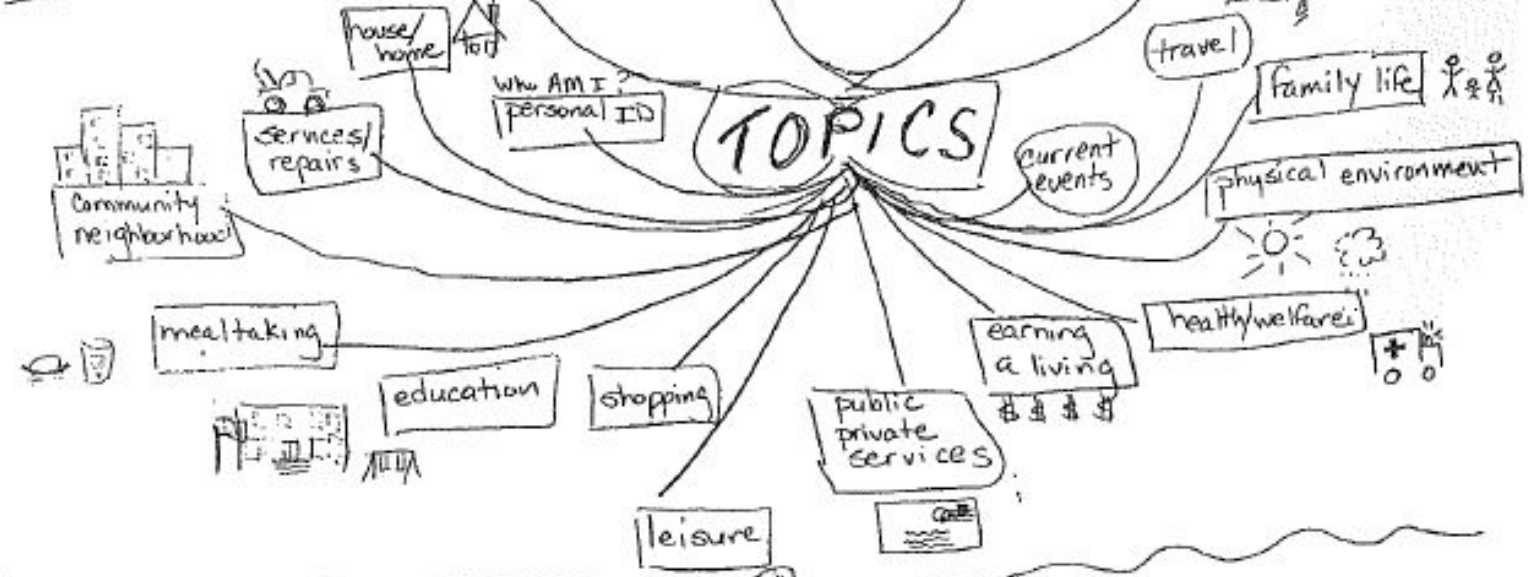 house/
home
travel
family life
Who AM I?
personal ID
TOPICS
services/
repairs
current
events
physical environment
Community
neighborhood
mealtaking
health/welfare
earning
a living
education
shopping
public
private
services
$ $ $ $
leisure